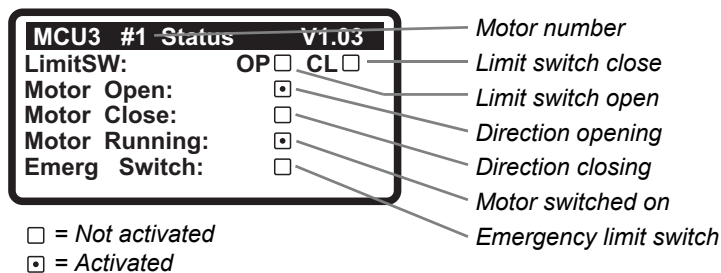 MCU3 #1 Status V1.03
LimitSW: OP□ CL□
Motor Open: ⊡
Motor Close: □
Motor Running: ⊡
Emerg Switch: □
Motor number
Limit switch close
Limit switch open
Direction opening
Direction closing
Motor switched on
Emergency limit switch
□ = Not activated
⊡ = Activated